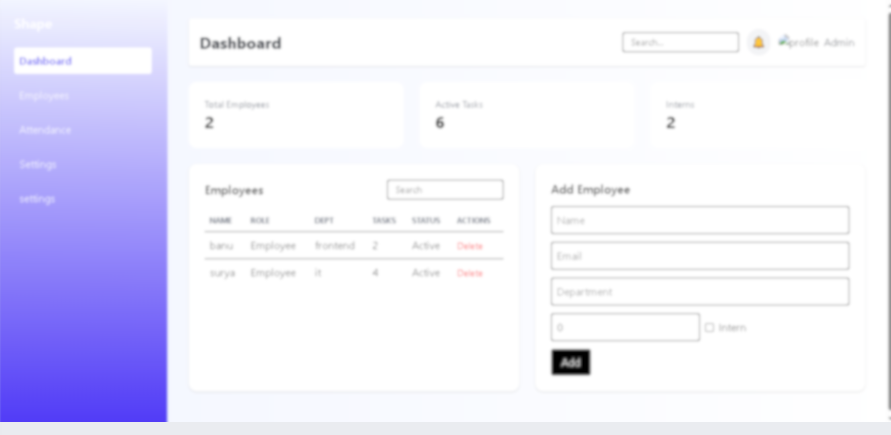 Shape
Dashboard
Employees
Attendance
Settings
settings
Dashboard
Search...
profile Admin
Total Employees
2
Active Tasks
6
Interns
2
Employees
Search
NAME ROLE DEPT TASKS STATUS ACTIONS
banu Employee frontend 2 Active Delete
surya Employee it 4 Active Delete
Add Employee
Name
Email
Department
0
Intern
Add